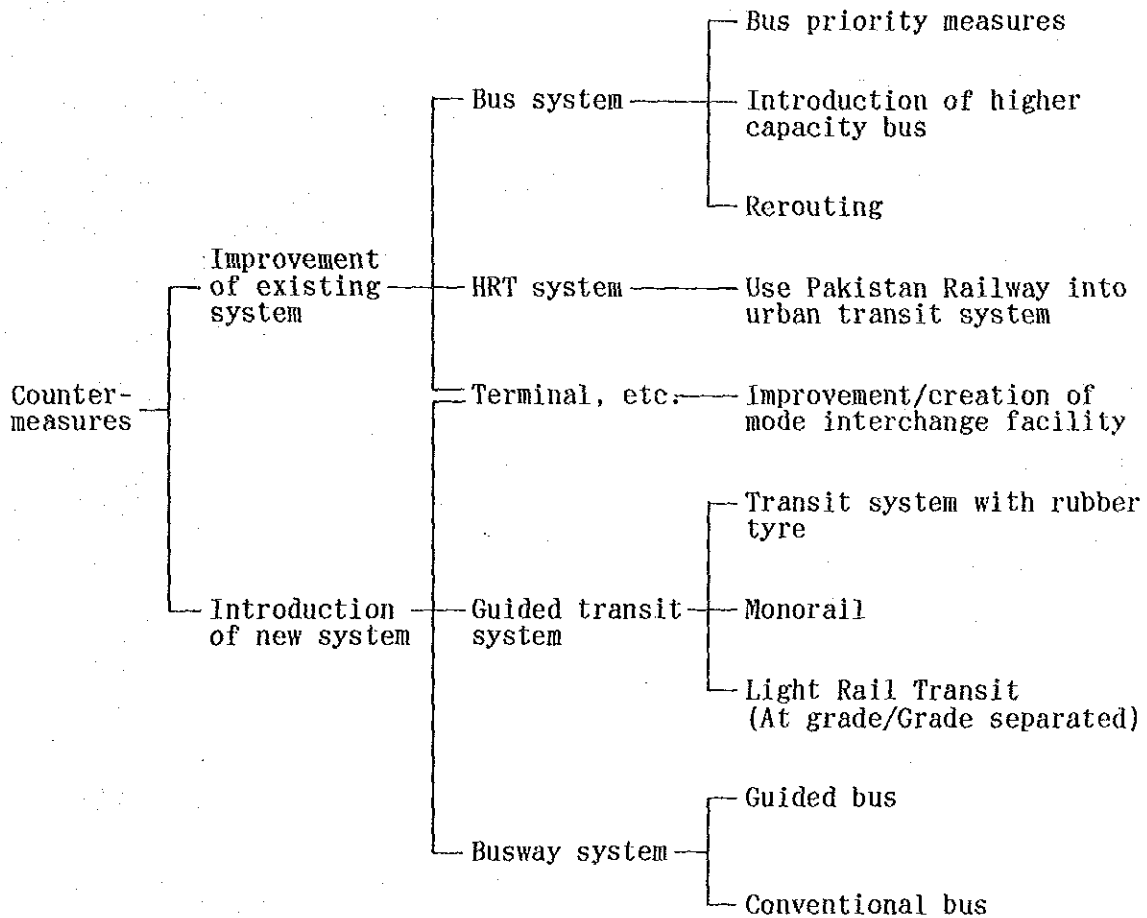 Bus priority measures
Bus system
Introduction of higher
capacity bus
Rerouting
Improvement
of existing
system
HRT system
Use Pakistan Railway into
urban transit system
Counter-
measures
Terminal, etc.
Improvement/creation of
mode interchange facility
Transit system with rubber
tyre
Introduction
of new system
Guided transit
system
Monorail
Light Rail Transit
(At grade/Grade separated)
Guided bus
Busway system
Conventional bus